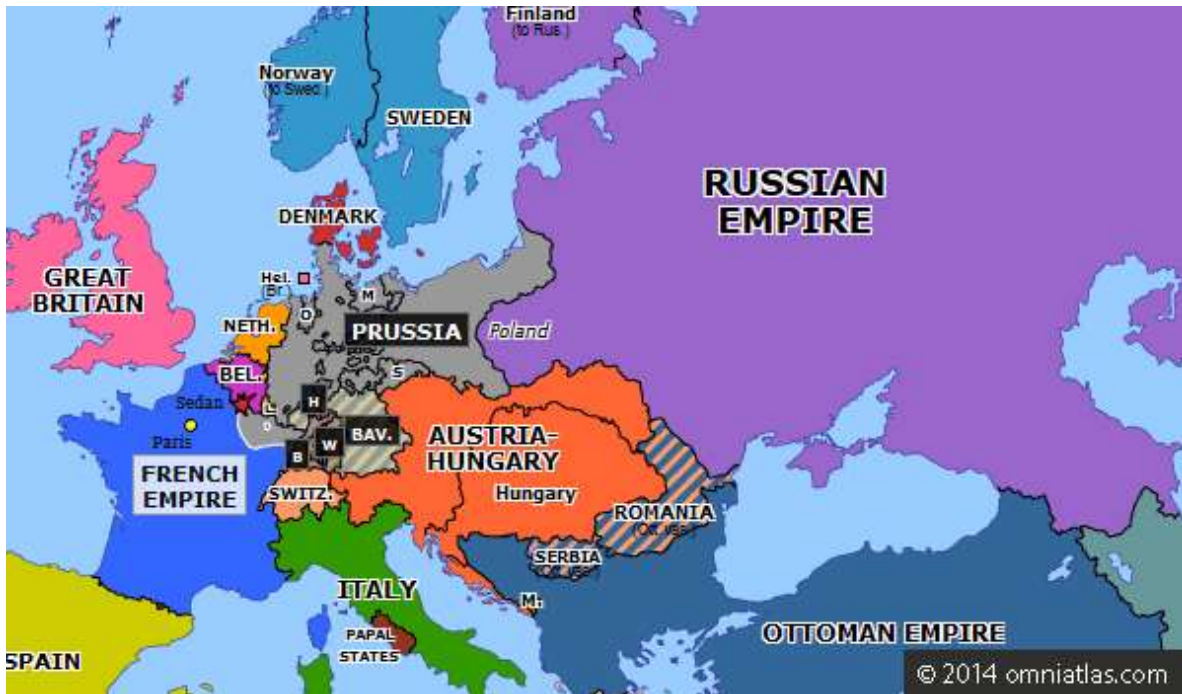 Finland
(to Rus.)
Norway
(to Swed.)
SWEDEN
RUSSIAN
EMPIRE
DENMARK
GREAT
BRITAIN
Hel.
(Br.)
M
O
NETH.
PRUSSIA
Poland
BEL.
S
Sedan
L
H
Paris
BAV.
W
B
AUSTRIA-
HUNGARY
FRENCH
EMPIRE
SWITZ.
Hungary
ROMANIA
SERBIA
ITALY
M.
PAPAL
STATES
OTTOMAN EMPIRE
SPAIN
© 2014 omniatlas.com